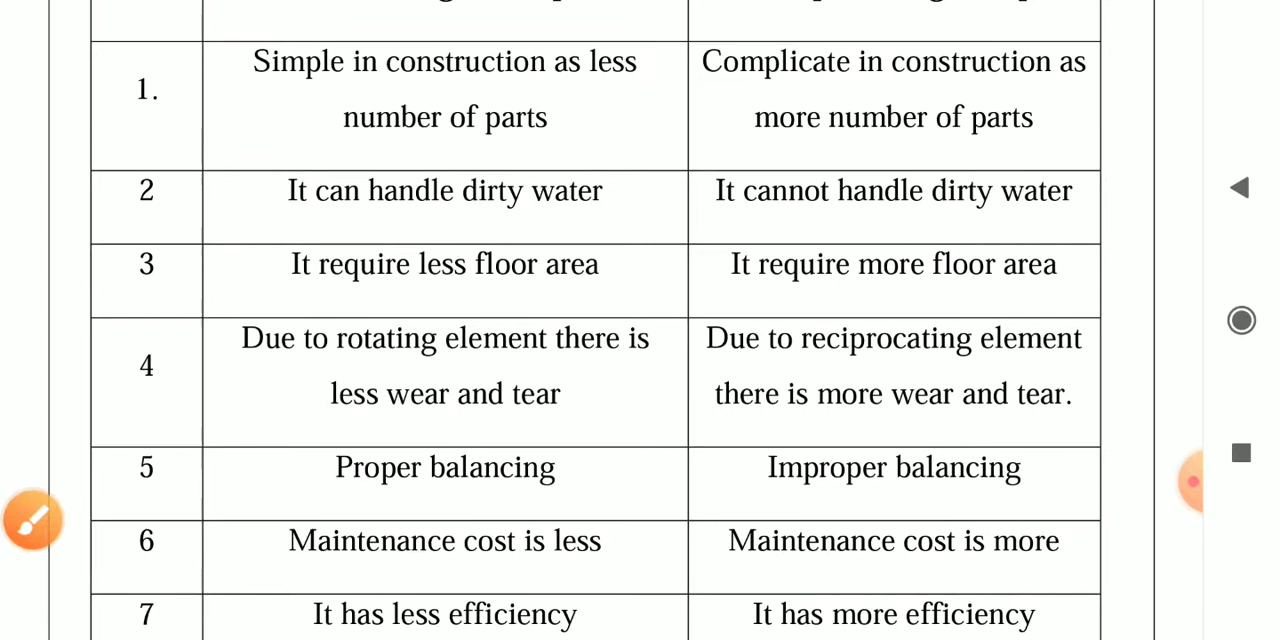 1.
Simple in construction as less
number of parts
Complicate in construction as
more number of parts
2
It can handle dirty water
It cannot handle dirty water
3
It require less floor area
It require more floor area
4
Due to rotating element there is
less wear and tear
Due to reciprocating element
there is more wear and tear.
5
Proper balancing
Improper balancing
6
Maintenance cost is less
Maintenance cost is more
7
It has less efficiency
It has more efficiency